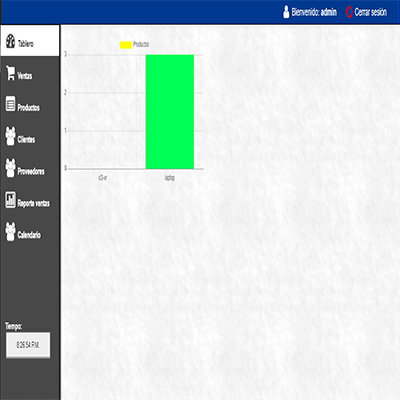 Bienvenido: admin Cerrar sesión
Tablero
Ventas
Productos
Clientes
Proveedores
Reporte ventas
Calendario
Tiempo:
8:26:54 P.M.
Productos
3
2
1
0
laptop